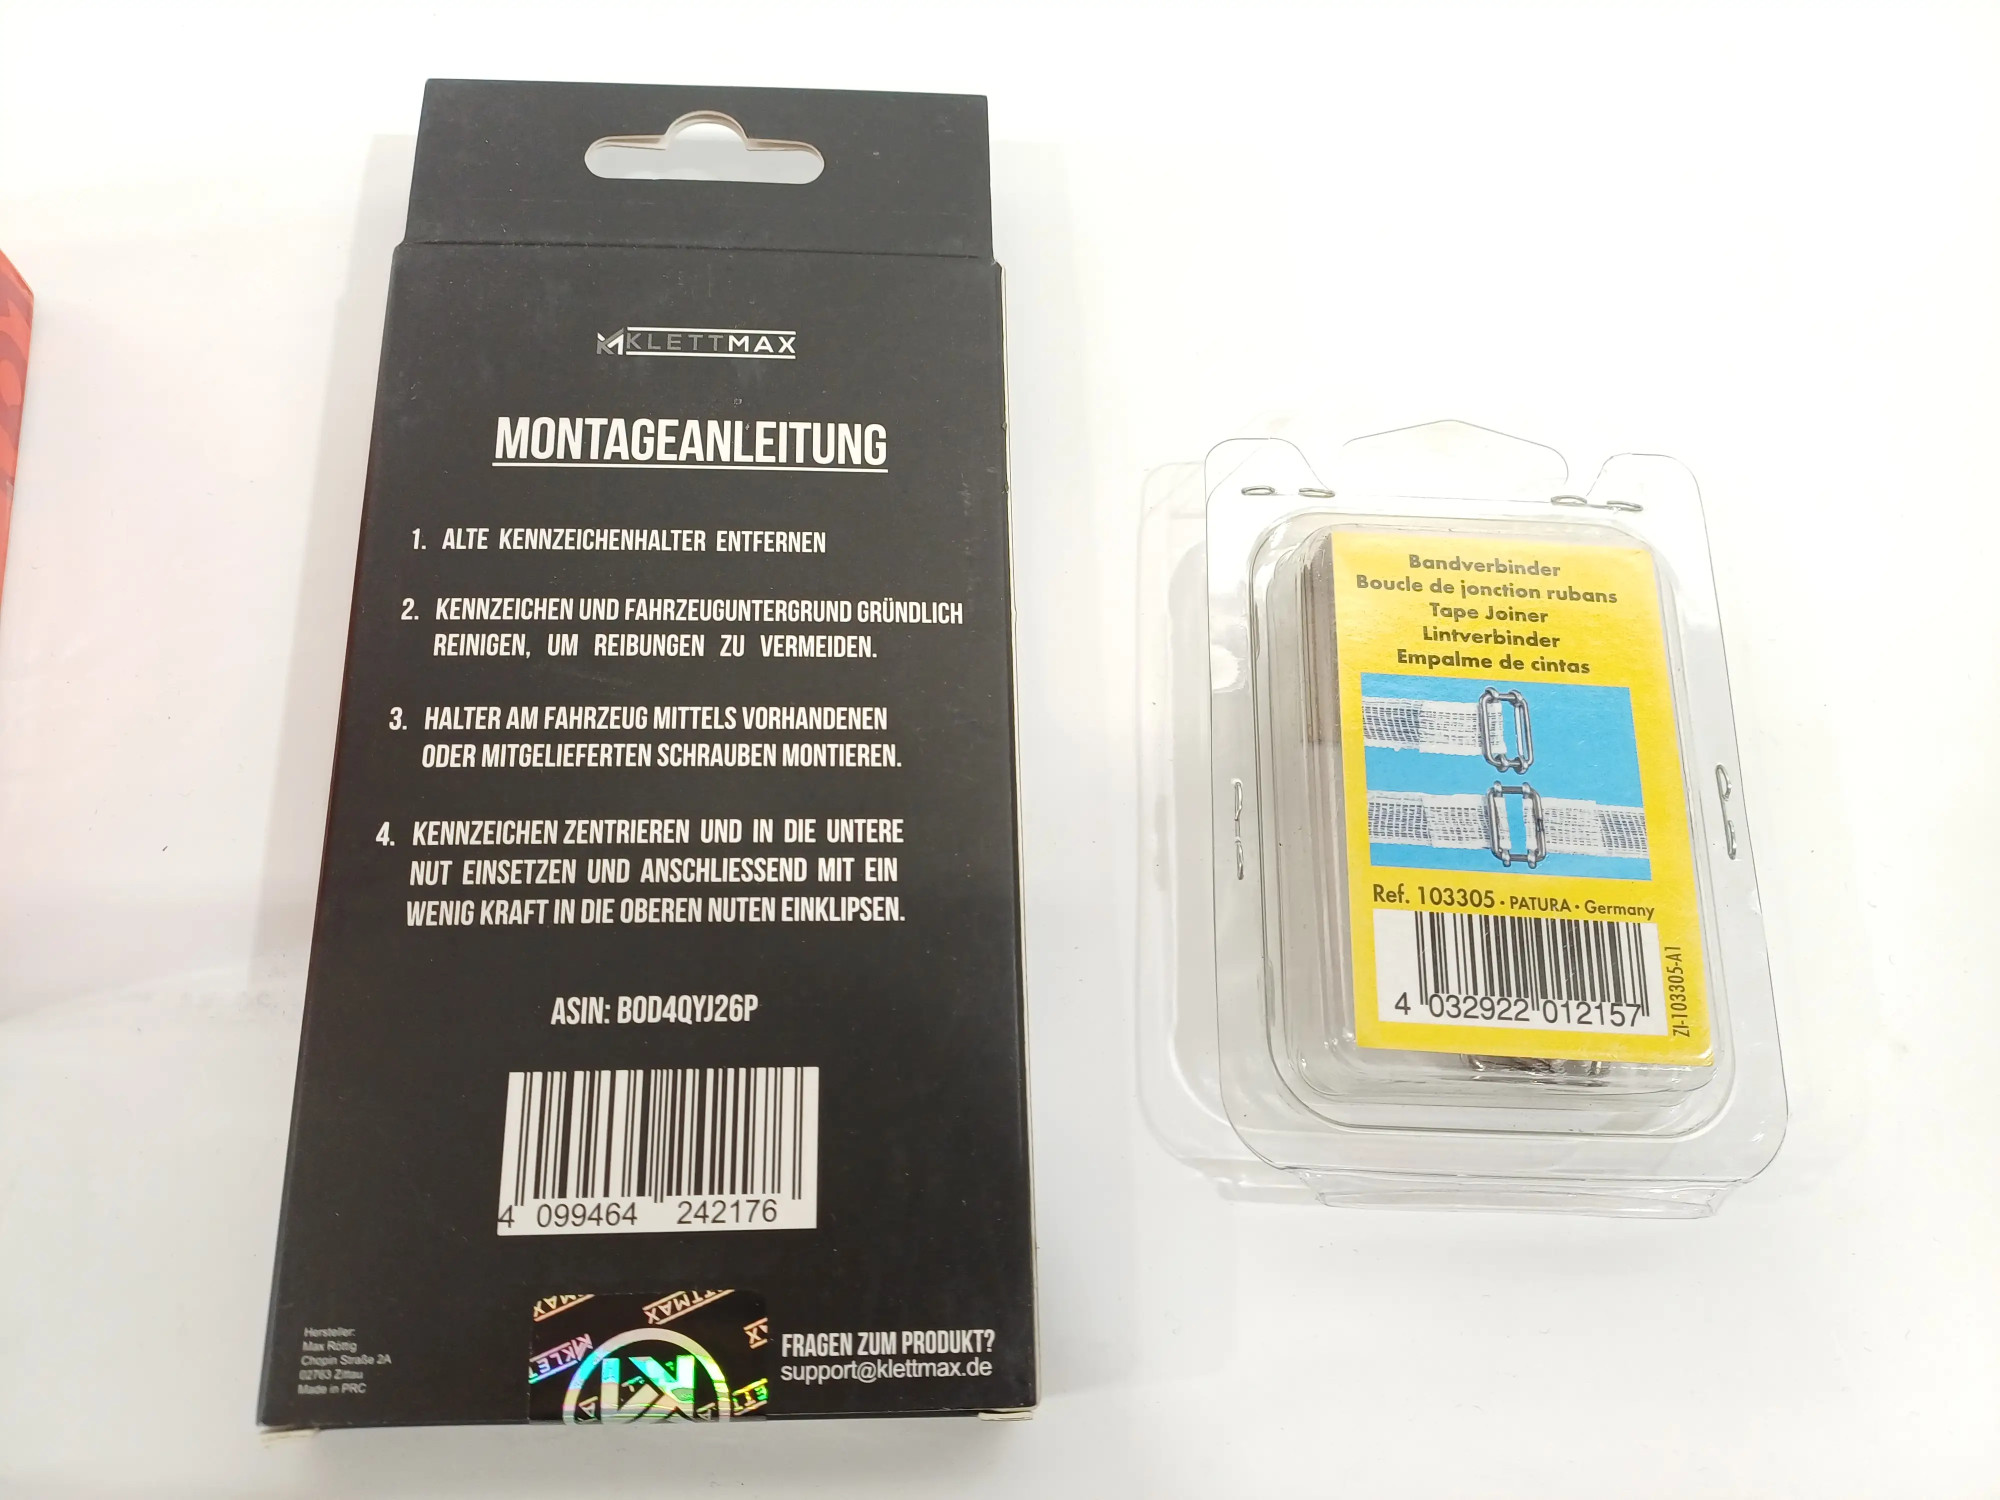 KLETTMAX
MONTAGEANLEITUNG
1. ALTE KENNZEICHENHALTER ENTFERNEN
2. KENNZEICHEN UND FAHRZEUGUNTERGRUND GRÜNDLICH
REINIGEN, UM REIBUNGEN ZU VERMEIDEN.
3. HALTER AM FAHRZEUG MITTELS VORHANDENEN
ODER MITGELIEFERTEN SCHRAUBEN MONTIEREN.
4. KENNZEICHEN ZENTRIEREN UND IN DIE UNTERE
NUT EINSETZEN UND ANSCHLIESSEND MIT EIN
WENIG KRAFT IN DIE OBEREN NUTEN EINKLIPSEN.
ASIN: B0D4QYJ26P
4 099464 242176
Hersteller:
Max Röttig
Chopin Straße 2A
02763 Zittau
Made in PRC
FRAGEN ZUM PRODUKT?
support@klettmax.de
Bandverbinder
Boucle de jonction rubans
Tape Joiner
Lintverbinder
Empalme de cintas
Ref. 103305 · PATURA · Germany
4 032922 012157
ZI-103305-A1